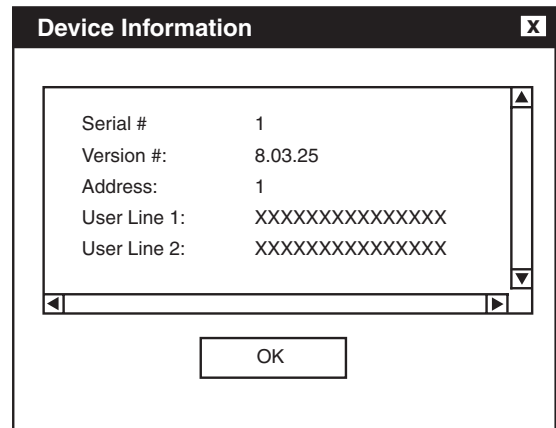 Device Information X
Serial # 1
Version #: 8.03.25
Address: 1
User Line 1: XXXXXXXXXXXXXXX
User Line 2: XXXXXXXXXXXXXXX
OK